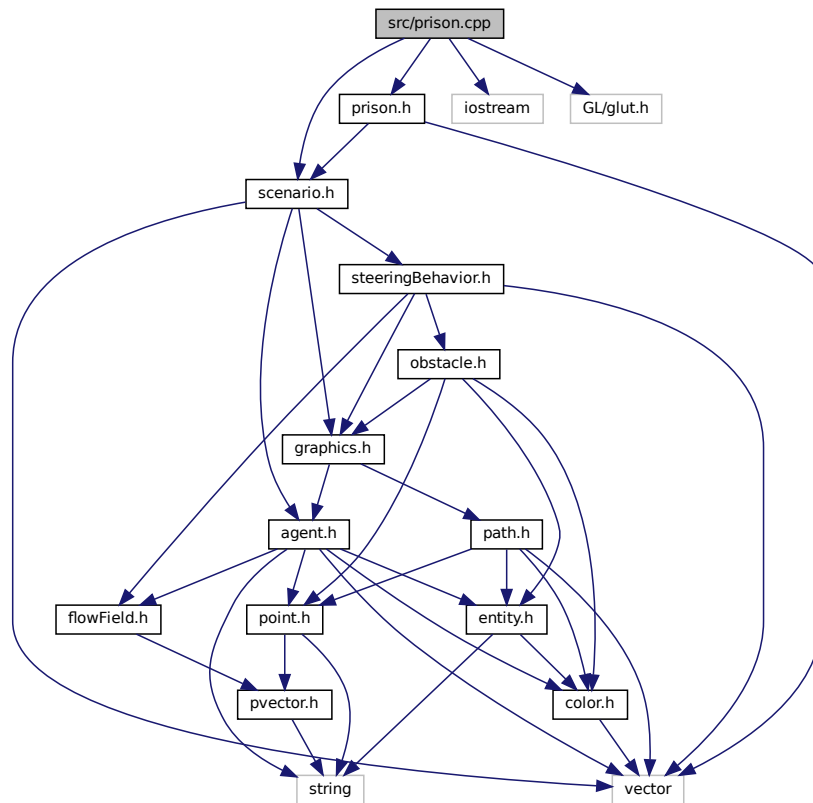 src/prison.cpp
prison.h
iostream
GL/glut.h
scenario.h
steeringBehavior.h
obstacle.h
graphics.h
agent.h
path.h
flowField.h
point.h
entity.h
pvector.h
color.h
string
vector